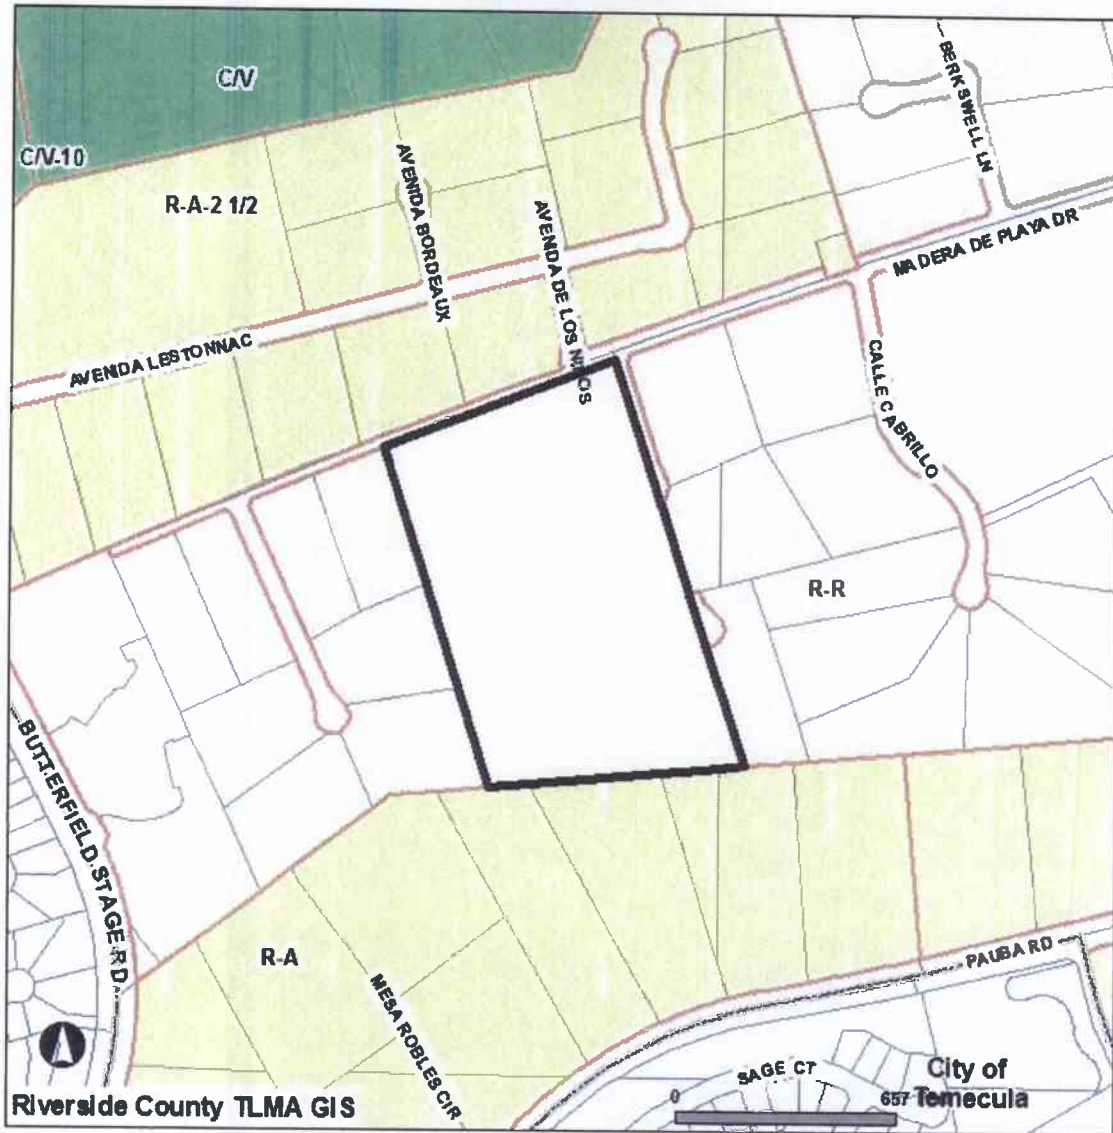 C/V
C/V-10
R-A-2 1/2
AVENIDA BORDEAUX
AVENIDA DE LOS NINOS
BERKSWELL LN
MADERA DE PLAYA DR
AVENIDA LESTONNAC
CALLE CABRILLO
R-R
BUTTERFIELD STAGE RD
R-A
MESA ROBLES CIR
PAUBA RD
SAGE CT
City of
Temecula
0
657
Riverside County TLMA GIS